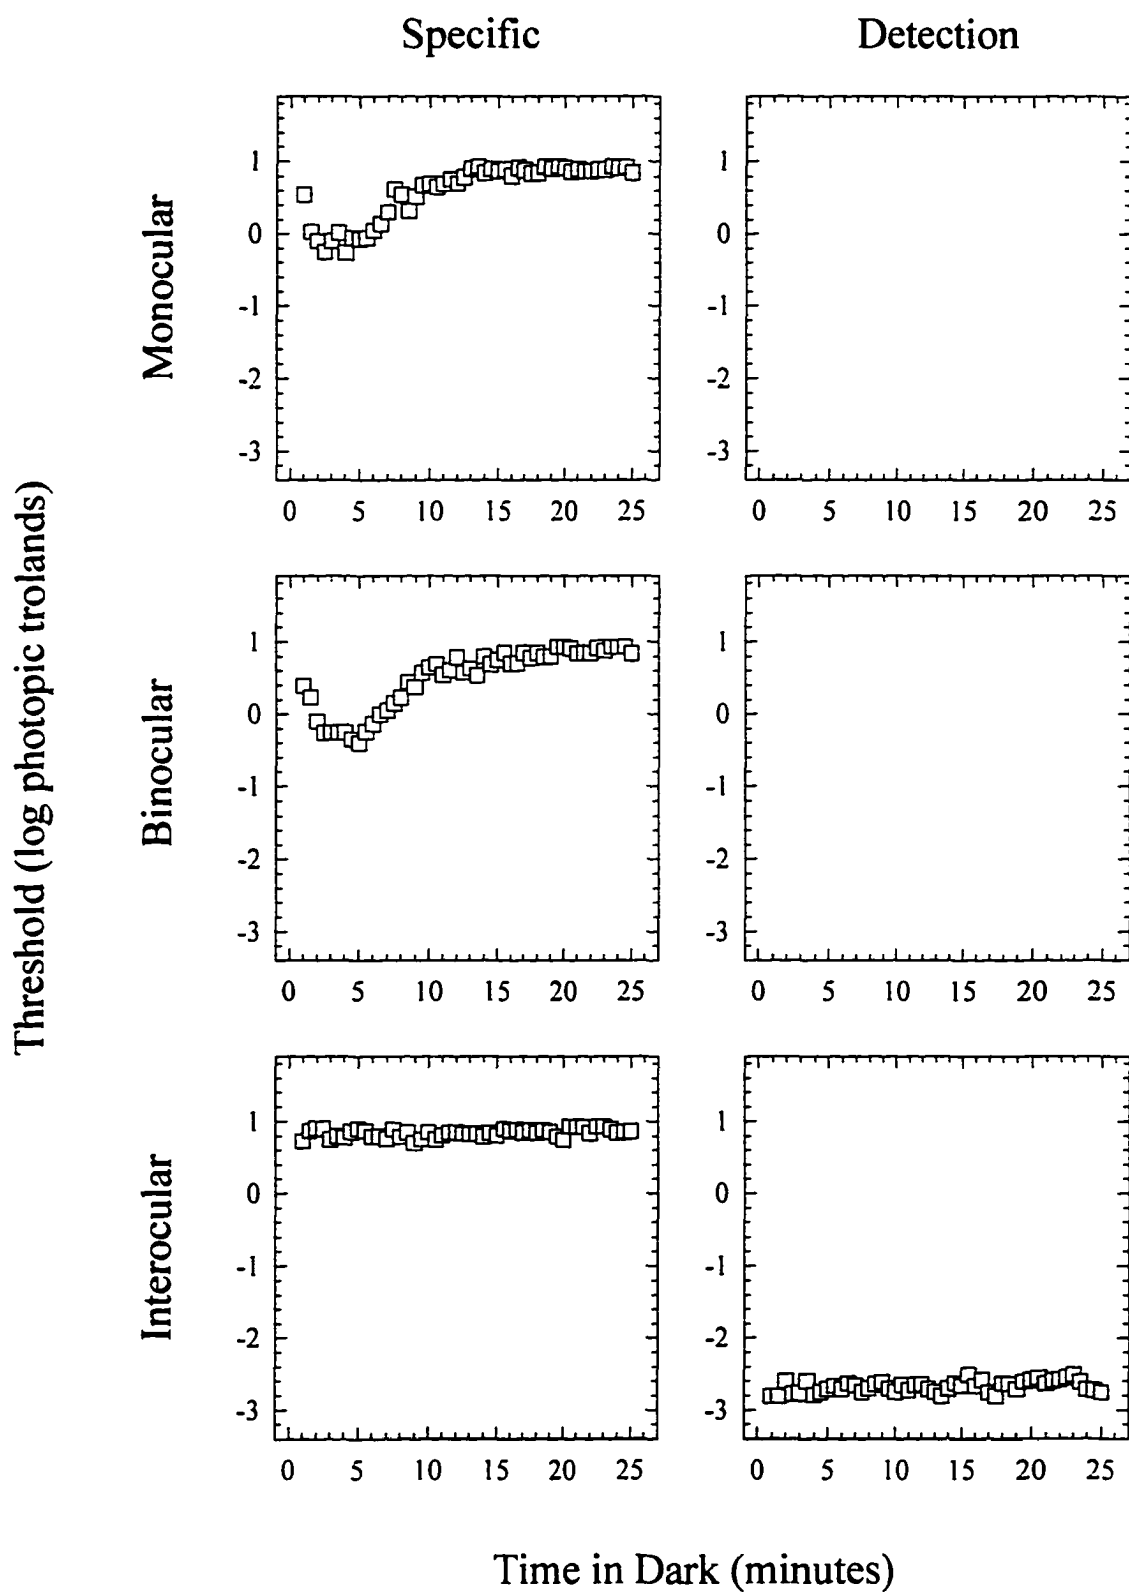 Specific Detection
Threshold (log photopic trolands)
Monocular
1 1
0 0
-1 -1
-2 -2
-3 -3
0 5 10 15 20 25 0 5 10 15 20 25
Binocular
1 1
0 0
-1 -1
-2 -2
-3 -3
0 5 10 15 20 25 0 5 10 15 20 25
Interocular
1 1
0 0
-1 -1
-2 -2
-3 -3
0 5 10 15 20 25 0 5 10 15 20 25
Time in Dark (minutes)